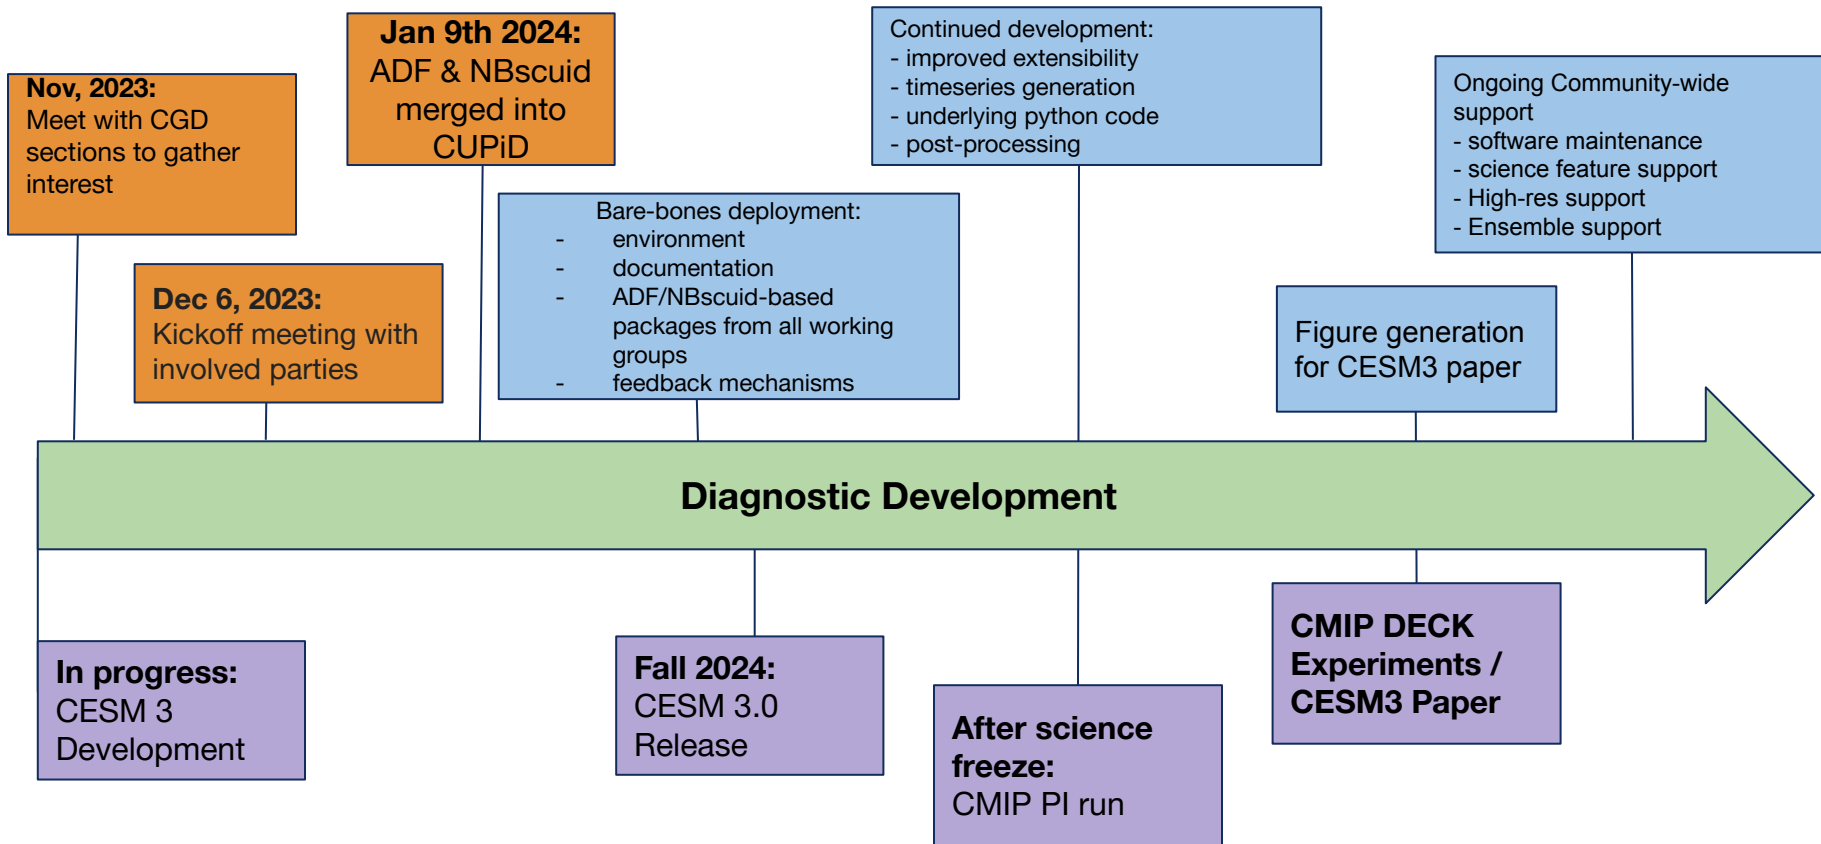 Nov, 2023:
Meet with CGD
sections to gather
interest
Dec 6, 2023:
Kickoff meeting with
involved parties
Jan 9th 2024:
ADF & NBscuid
merged into
CUPiD
Bare-bones deployment:
- environment
- documentation
- ADF/NBscuid-based
packages from all working
groups
- feedback mechanisms
Continued development:
- improved extensibility
- timeseries generation
- underlying python code
- post-processing
Figure generation
for CESM3 paper
Ongoing Community-wide
support
- software maintenance
- science feature support
- High-res support
- Ensemble support
Diagnostic Development
In progress:
CESM 3
Development
Fall 2024:
CESM 3.0
Release
After science
freeze:
CMIP PI run
CMIP DECK
Experiments /
CESM3 Paper